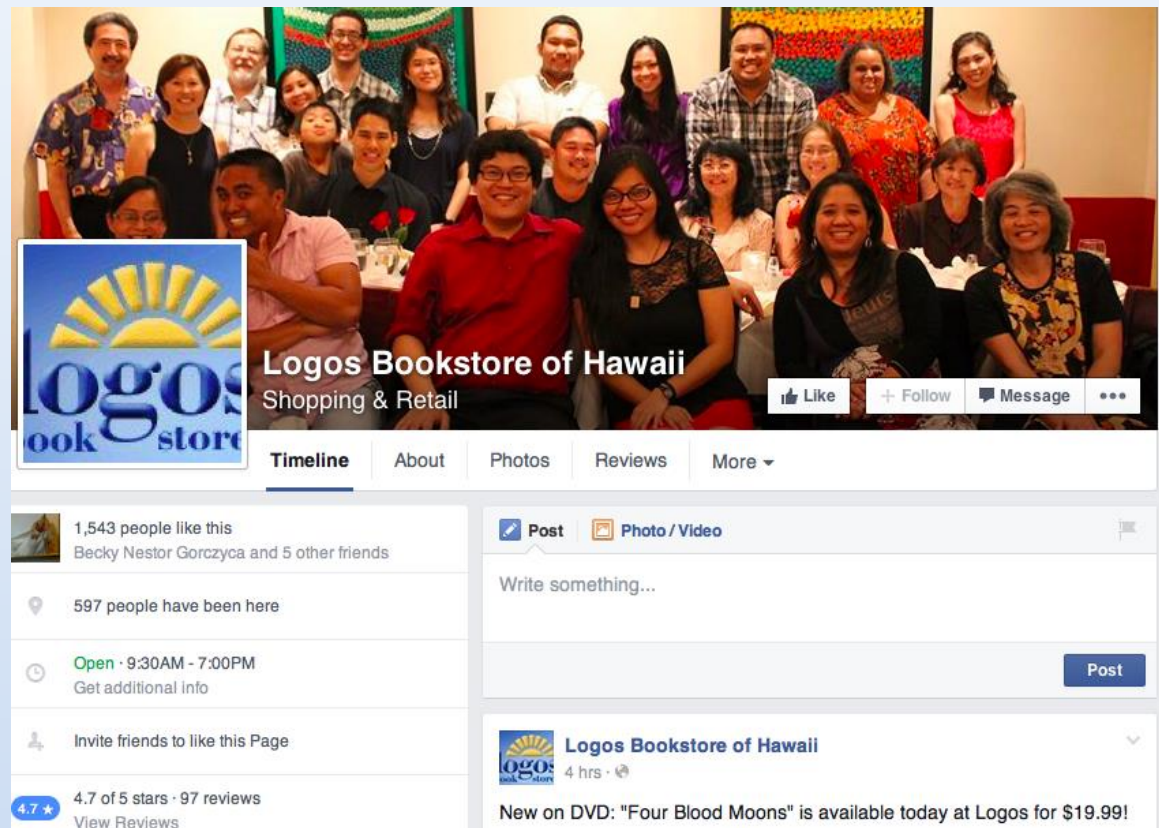 logos
ook store
Logos Bookstore of Hawaii
Shopping & Retail
Like
+ Follow
Message
•••
Timeline
About
Photos
Reviews
More
1,543 people like this
Becky Nestor Gorczyca and 5 other friends
597 people have been here
Open · 9:30AM - 7:00PM
Get additional info
Invite friends to like this Page
4.7 ★
4.7 of 5 stars · 97 reviews
View Reviews
Post
Photo / Video
Write something...
Post
logos
ook store
Logos Bookstore of Hawaii
4 hrs ·
New on DVD: "Four Blood Moons" is available today at Logos for $19.99!